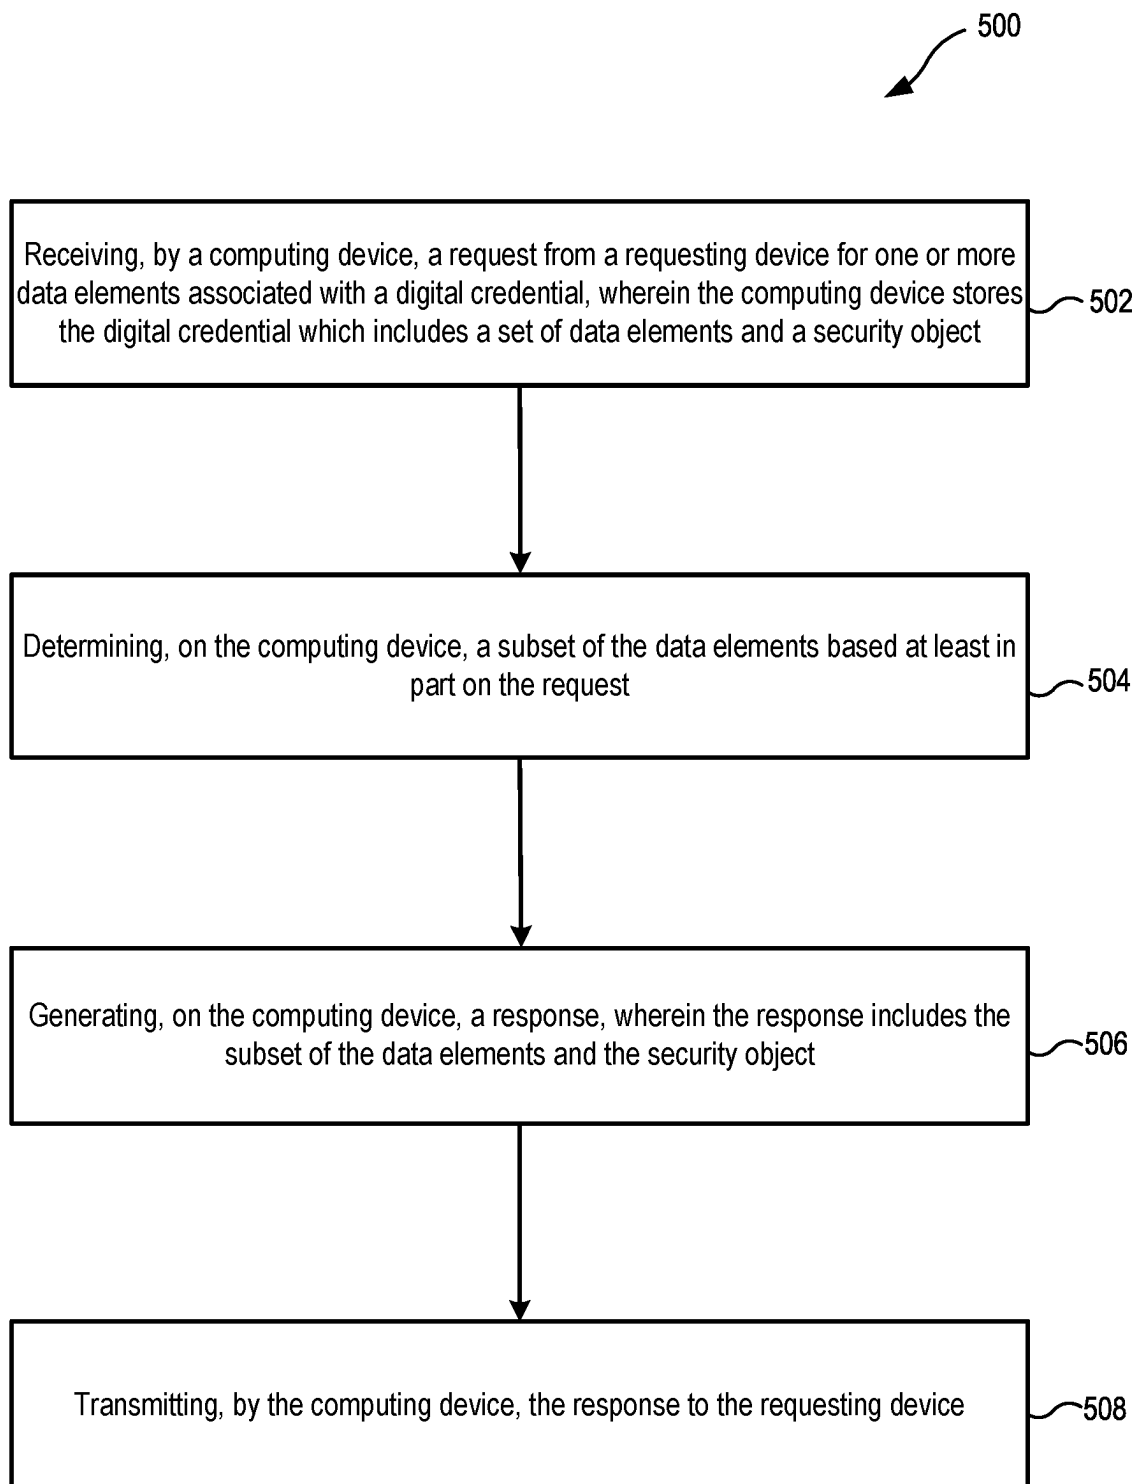 500
Receiving, by a computing device, a request from a requesting device for one or more
data elements associated with a digital credential, wherein the computing device stores
the digital credential which includes a set of data elements and a security object
502
Determining, on the computing device, a subset of the data elements based at least in
part on the request
504
Generating, on the computing device, a response, wherein the response includes the
subset of the data elements and the security object
506
Transmitting, by the computing device, the response to the requesting device
508